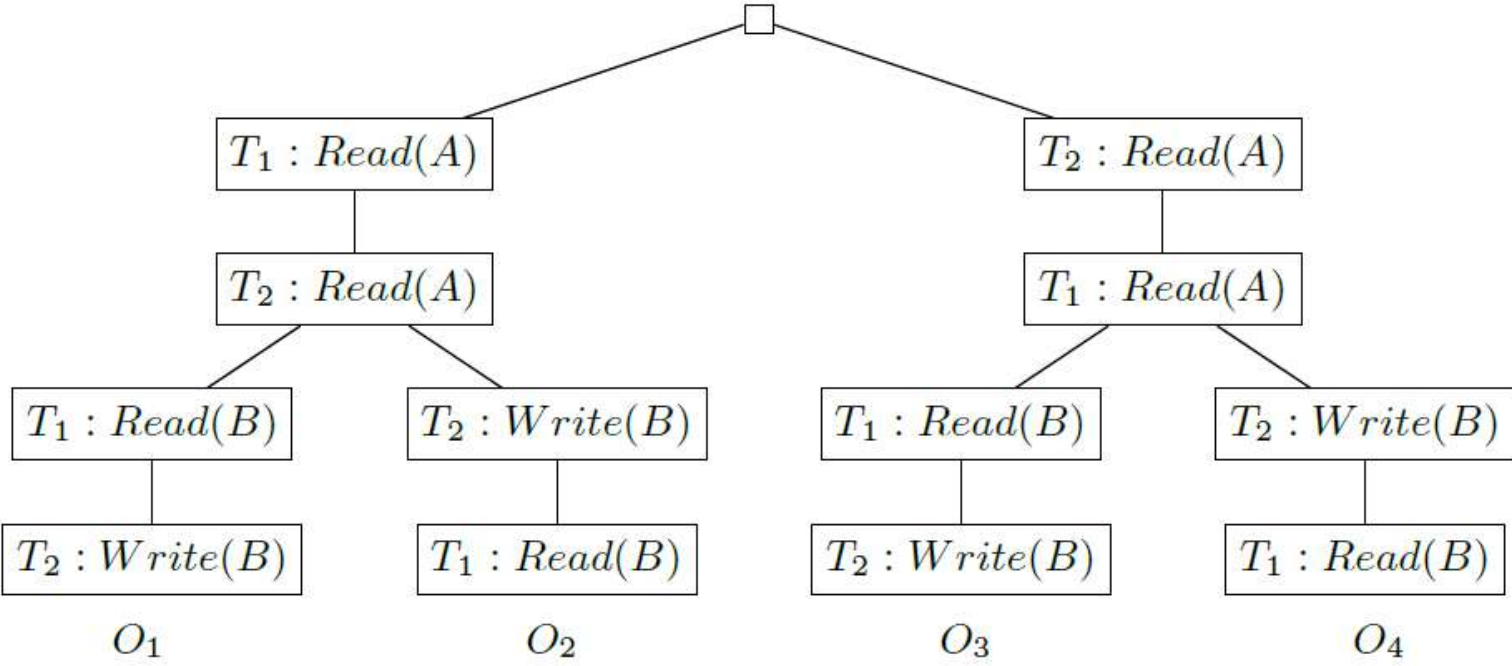 T₁ : Read(A) T₂ : Read(A)
T₂ : Read(A) T₁ : Read(A)
T₁ : Read(B) T₂ : Write(B) T₁ : Read(B) T₂ : Write(B)
T₂ : Write(B) T₁ : Read(B) T₂ : Write(B) T₁ : Read(B)
O₁ O₂ O₃ O₄